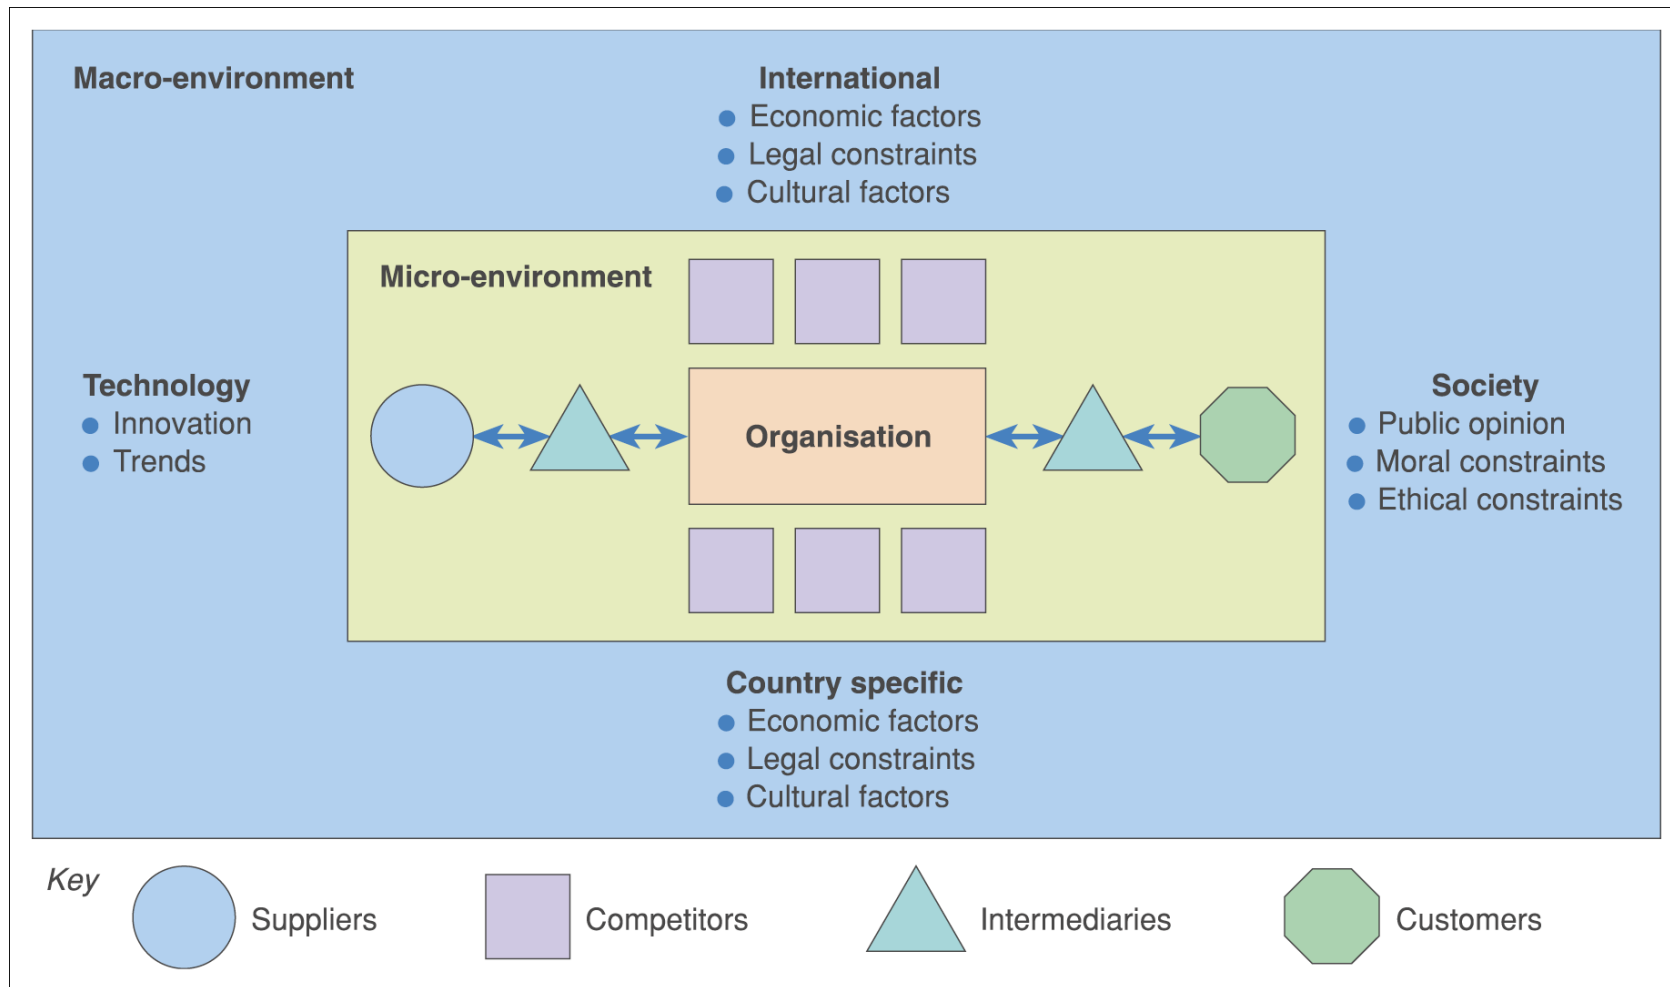 Macro-environment
International
• Economic factors
• Legal constraints
• Cultural factors
Micro-environment
Technology
• Innovation
• Trends
Organisation
Society
• Public opinion
• Moral constraints
• Ethical constraints
Country specific
• Economic factors
• Legal constraints
• Cultural factors
Key
Suppliers
Competitors
Intermediaries
Customers